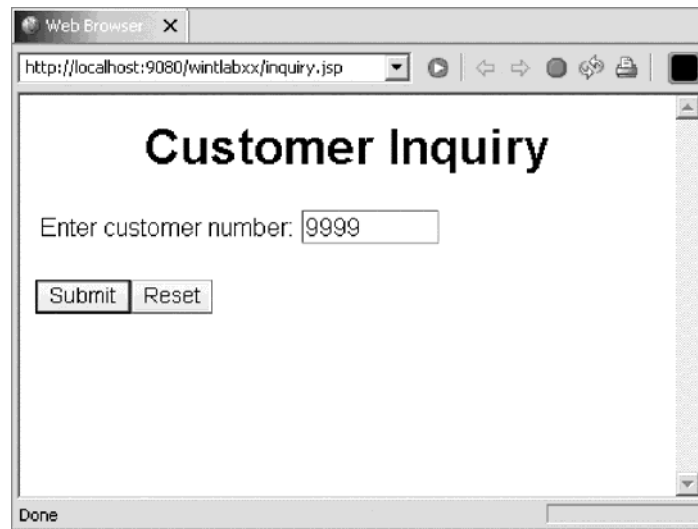 Web Browser X
http://localhost:9080/wintlabxx/inquiry.jsp
Customer Inquiry
Enter customer number: 9999
Submit Reset
Done